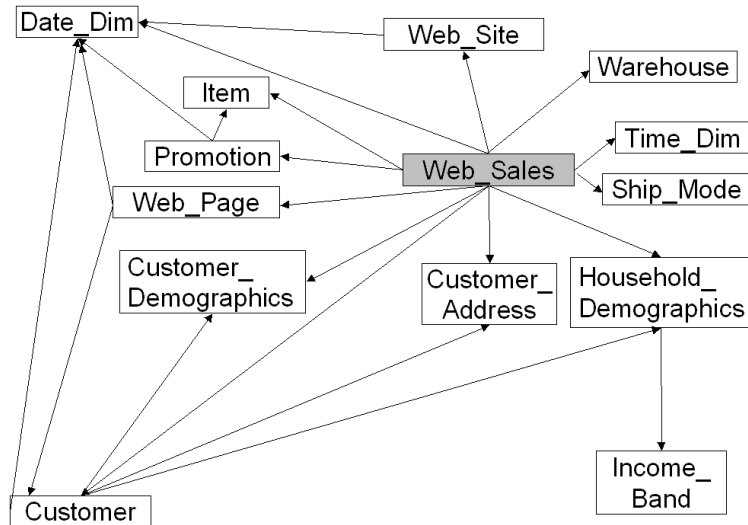 Date_Dim
Web_Site
Warehouse
Item
Time_Dim
Promotion
Web_Sales
Ship_Mode
Web_Page
Customer_
Demographics
Customer_
Address
Household_
Demographics
Income_
Band
Customer